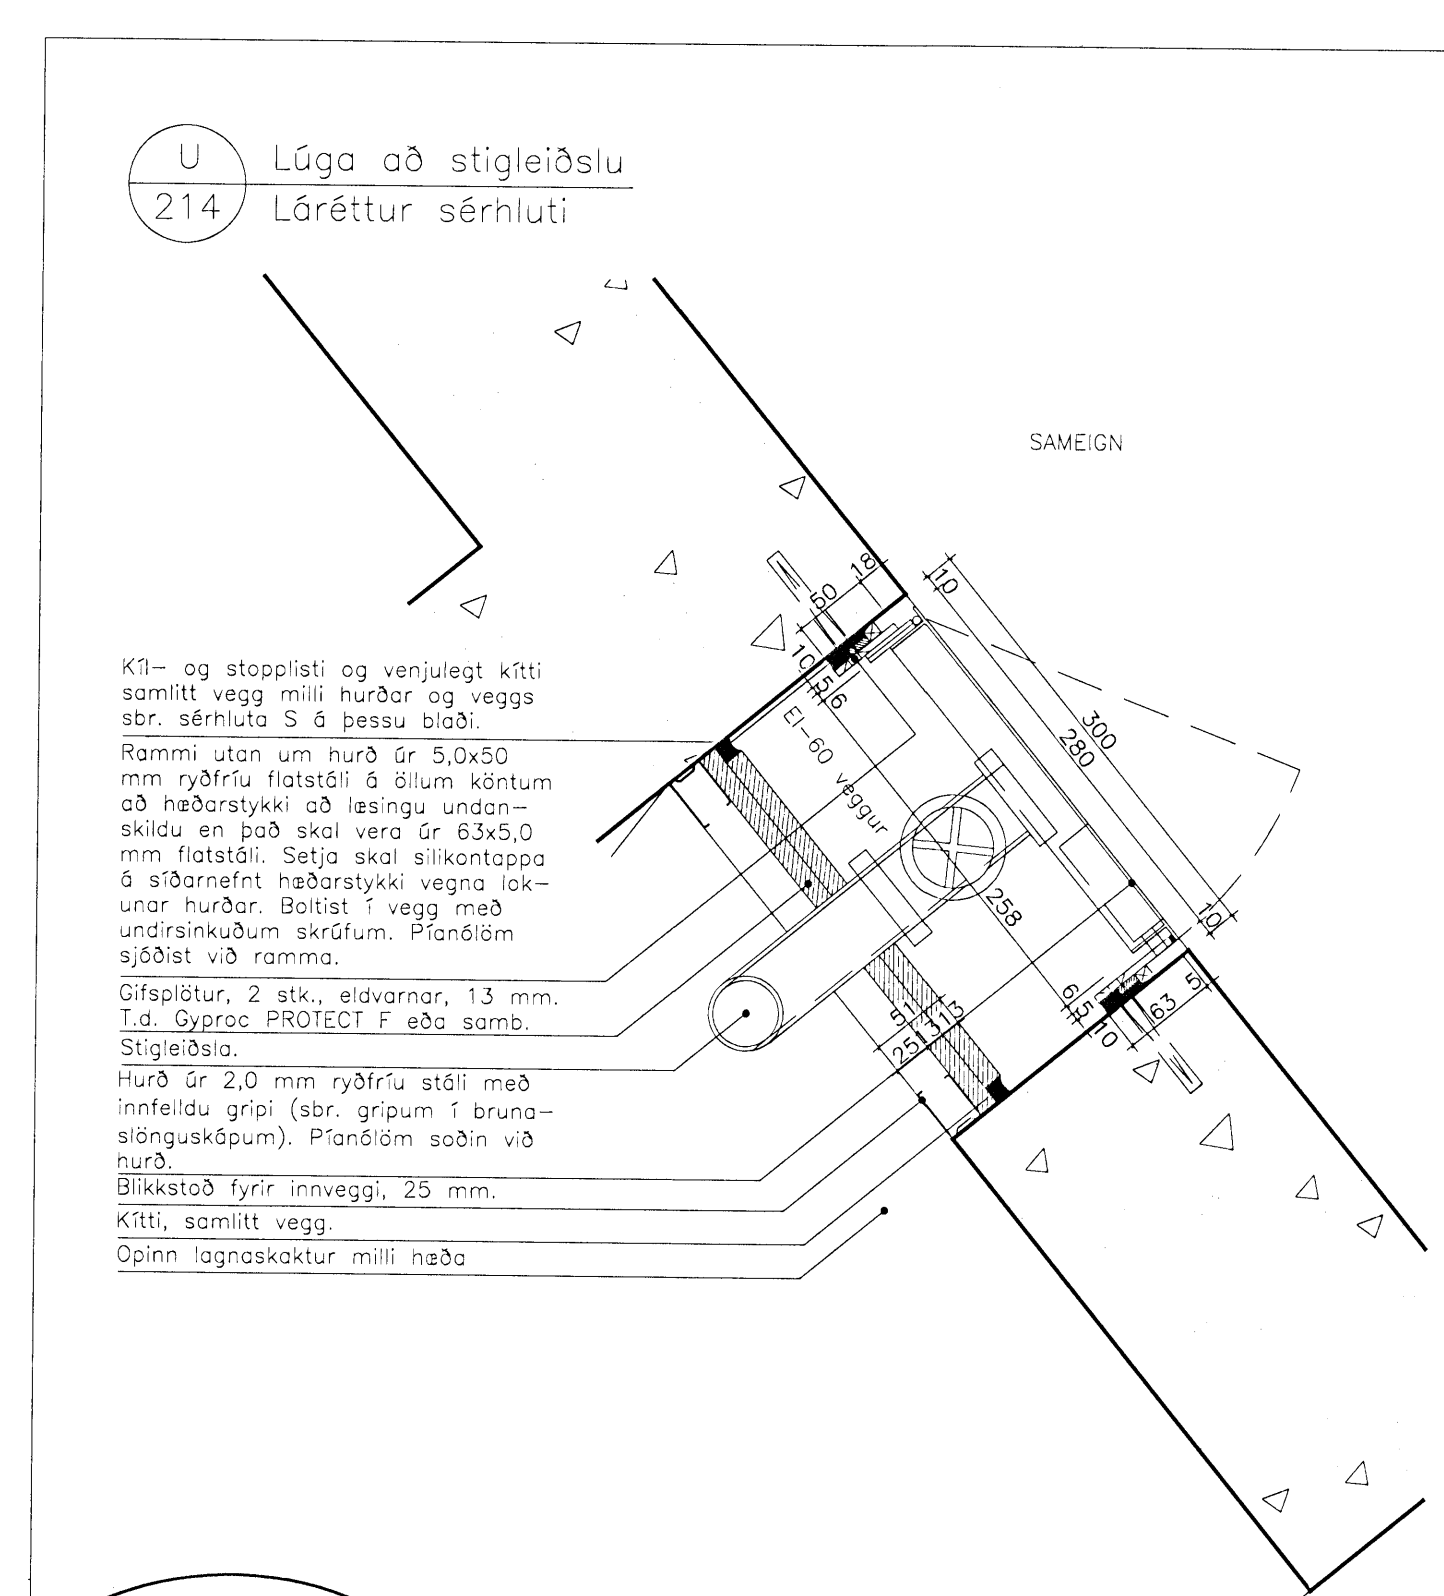 U
214
Lúga að stigleiðslu
Láréttur sérhluti
SAMEIGN
Kíl- og stopplisti og venjulegt kítti
samlitt vegg milli hurðar og veggs
sbr. sérhluta S á þessu blaði.
Rammi utan um hurð úr 5,0x50
mm ryðfríu flatstáli á öllum köntum
að hæðarstykki að læsingu undan-
skildu en það skal vera úr 63x5,0
mm flatstáli. Setja skal silikontappa
á síðarnefnt hæðarstykki vegna lok-
unar hurðar. Boltist í vegg með
undirsinkuðum skrúfum. Píanólöm
sjóðist við ramma.
Gifsplötur, 2 stk., eldvarnar, 13 mm.
T.d. Gyproc PROTECT F eða samb.
Stigleiðsla.
Hurð úr 2,0 mm ryðfríu stáli með
innfelldu gripi (sbr. gripum í bruna-
slönguskápum). Píanólöm soðin við
hurð.
Blikkstoð fyrir innveggi, 25 mm.
Kítti, samlitt vegg.
Opinn lagnaskaktur milli hæða
50
18
10
5
6
EI-60 veggur
10
300
280
10
258
6
5
10
63
5
51
25
13
13